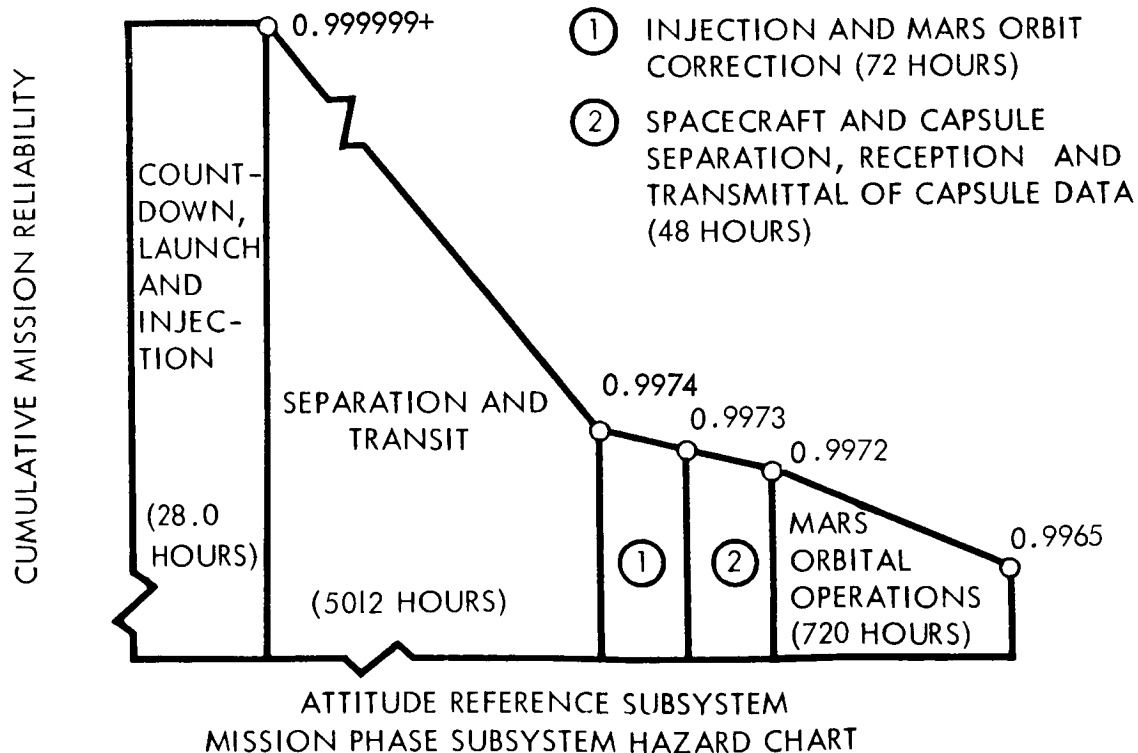 CUMULATIVE MISSION RELIABILITY
0.999999+
1 INJECTION AND MARS ORBIT
CORRECTION (72 HOURS)
2 SPACECRAFT AND CAPSULE
SEPARATION, RECEPTION AND
TRANSMITTAL OF CAPSULE DATA
(48 HOURS)
COUNT-
DOWN,
LAUNCH
AND
INJEC-
TION
(28.0
HOURS)
SEPARATION AND
TRANSIT
(5012 HOURS)
0.9974
0.9973
0.9972
0.9965
1
2
MARS
ORBITAL
OPERATIONS
(720 HOURS)
ATTITUDE REFERENCE SUBSYSTEM
MISSION PHASE SUBSYSTEM HAZARD CHART